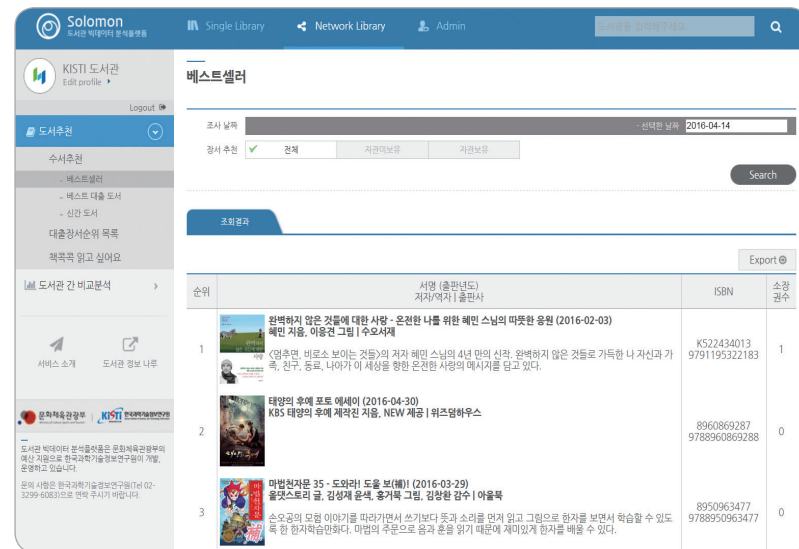 Solomon
도서관 빅데이터 분석플랫폼
Single Library
Network Library
Admin
KISTI 도서관
Edit profile
Logout
도서추천
수서추천
- 베스트셀러
- 베스트 대출 도서
- 신간 도서
대출장서순위 목록
책콕콕 읽고 싶어요
도서관 간 비교분석
서비스 소개
도서관 정보 나루
문화체육관광부
KISTI 한국과학기술정보연구원
도서관 빅데이터 분석플랫폼은 문화체육관광부의
예산 지원으로 한국과학기술정보연구원이 개발,
운영하고 있습니다.
문의 사항은 한국과학기술정보연구원(Tel 02-
3299-6083)으로 연락 주시기 바랍니다.
베스트셀러
조사 날짜
- 선택한 날짜
2016-04-14
장서 추천
전체
자관미보유
자관보유
Search
조회결과
Export
순위
서명 (출판년도)
저자/역자 | 출판사
ISBN
소장
권수
1
완벽하지 않은 것들에 대한 사랑 - 온전한 나를 위한 혜민 스님의 따뜻한 응원 (2016-02-03)
혜민 지음, 이응견 그림 | 수오서재
<멈추면, 비로소 보이는 것들>의 저자 혜민 스님의 4년 만의 신작. 완벽하지 않은 것들로 가득한 나 자신과 가
족, 친구, 동료, 나아가 이 세상을 향한 온전한 사랑의 메시지를 담고 있다.
K522434013
9791195322183
1
2
태양의 후예 포토 에세이 (2016-04-30)
KBS 태양의 후예 제작진 지음, NEW 제공 | 위즈덤하우스
8960869287
9788960869288
0
3
마법천자문 35 - 도와라! 도울 보(補)! (2016-03-29)
올댓스토리 글, 김성재 윤색, 홍거북 그림, 김창환 감수 | 아울북
손오공의 모험 이야기를 따라가면서 쓰기보다 뜻과 소리를 먼저 읽고 그림으로 한자를 보면서 학습할 수 있도
록 한 한자학습만화다. 마법의 주문으로 음과 훈을 읽기 때문에 재미있게 한자를 배울 수 있다.
8950963477
9788950963477
0